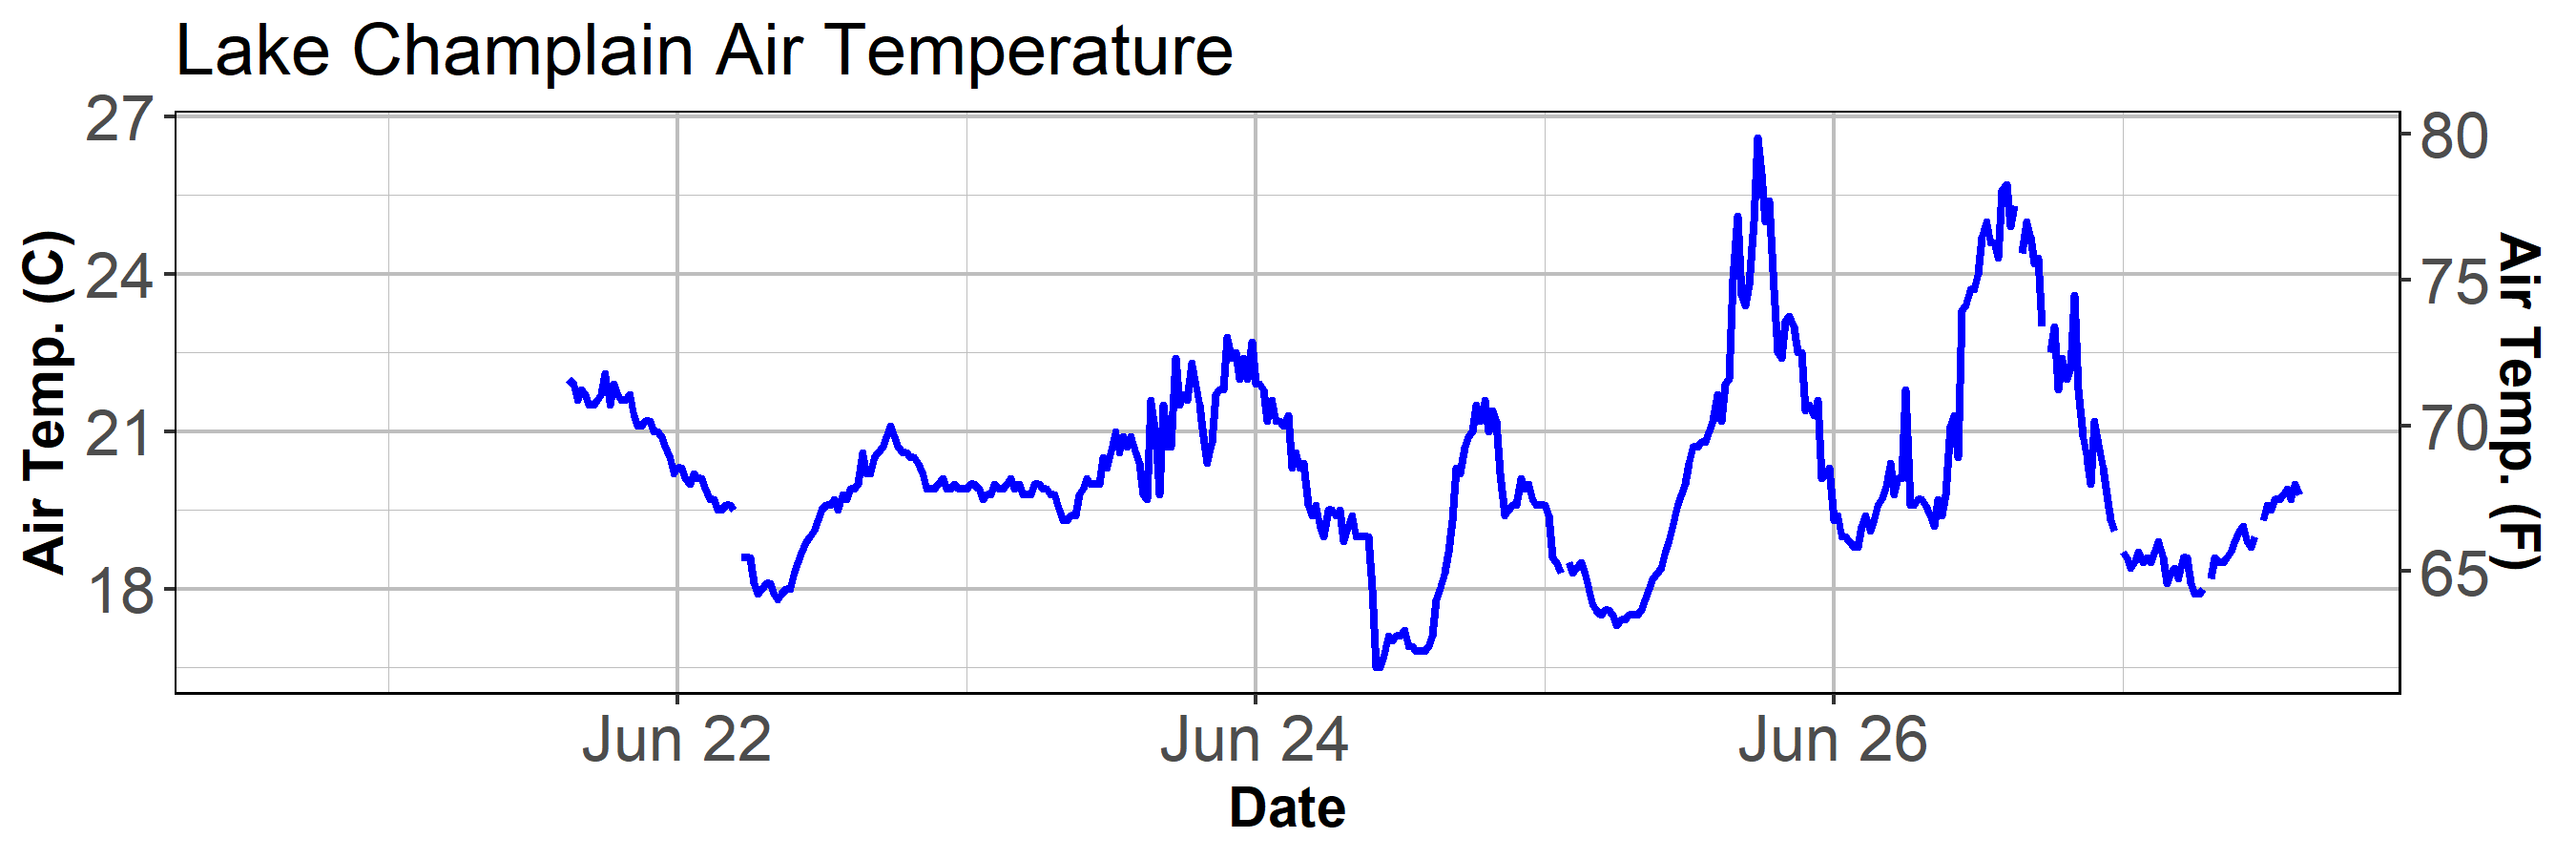 Lake Champlain Air Temperature
27
24
21
18
Air Temp. (C)
80
75
70
65
Air Temp. (F)
Jun 22 Jun 24 Jun 26
Date